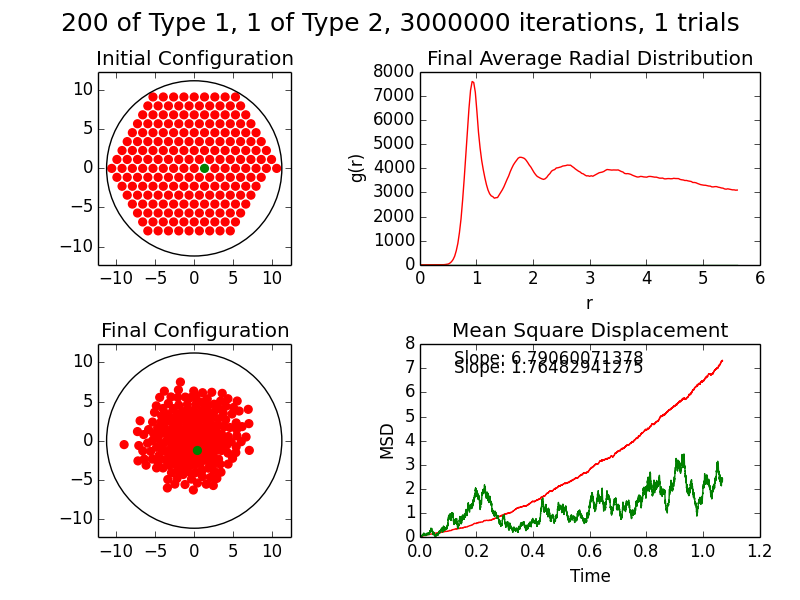 200 of Type 1, 1 of Type 2, 3000000 iterations, 1 trials
Initial Configuration
10
5
0
−5
−10
−10 −5 0 5 10
Final Average Radial Distribution
g(r)
8000
7000
6000
5000
4000
3000
2000
1000
0
0 1 2 3 4 5 6
r
Final Configuration
10
5
0
−5
−10
−10 −5 0 5 10
Mean Square Displacement
Slope: 6.79060071378
Slope: 1.76482941275
MSD
8
7
6
5
4
3
2
1
0
0.0 0.2 0.4 0.6 0.8 1.0 1.2
Time